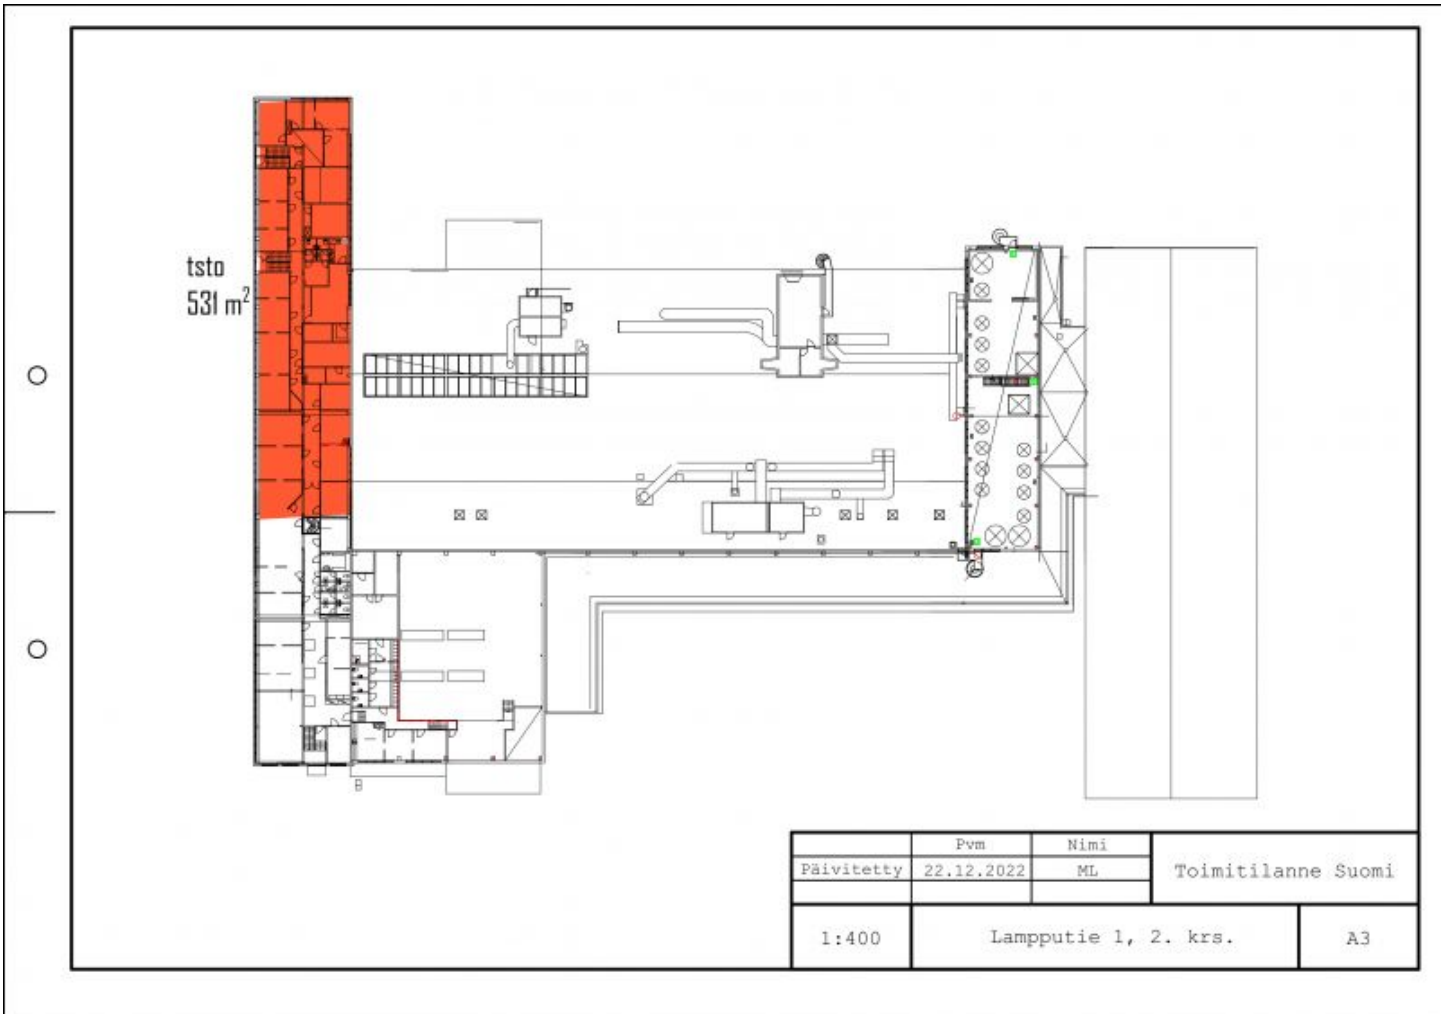 tsto
531 m²
B
Pvm
Nimi
Päivitetty
22.12.2022
ML
Toimitilanne Suomi
1:400
Lampputie 1, 2. krs.
A3